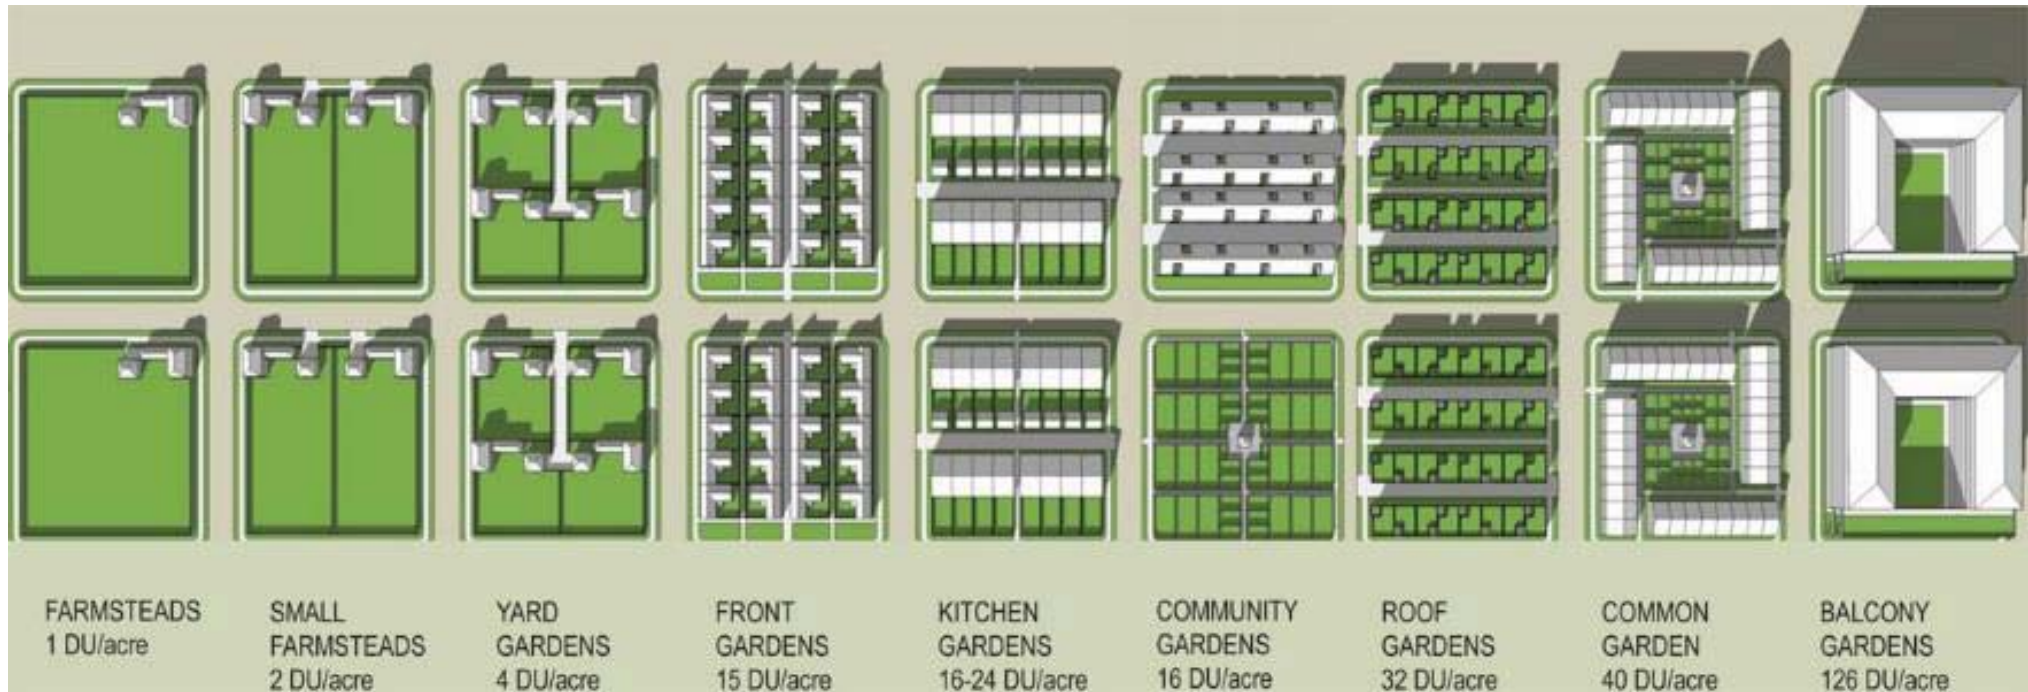 FARMSTEADS
1 DU/acre
SMALL
FARMSTEADS
2 DU/acre
YARD
GARDENS
4 DU/acre
FRONT
GARDENS
15 DU/acre
KITCHEN
GARDENS
16-24 DU/acre
COMMUNITY
GARDENS
16 DU/acre
ROOF
GARDENS
32 DU/acre
COMMON
GARDEN
40 DU/acre
BALCONY
GARDENS
126 DU/acre